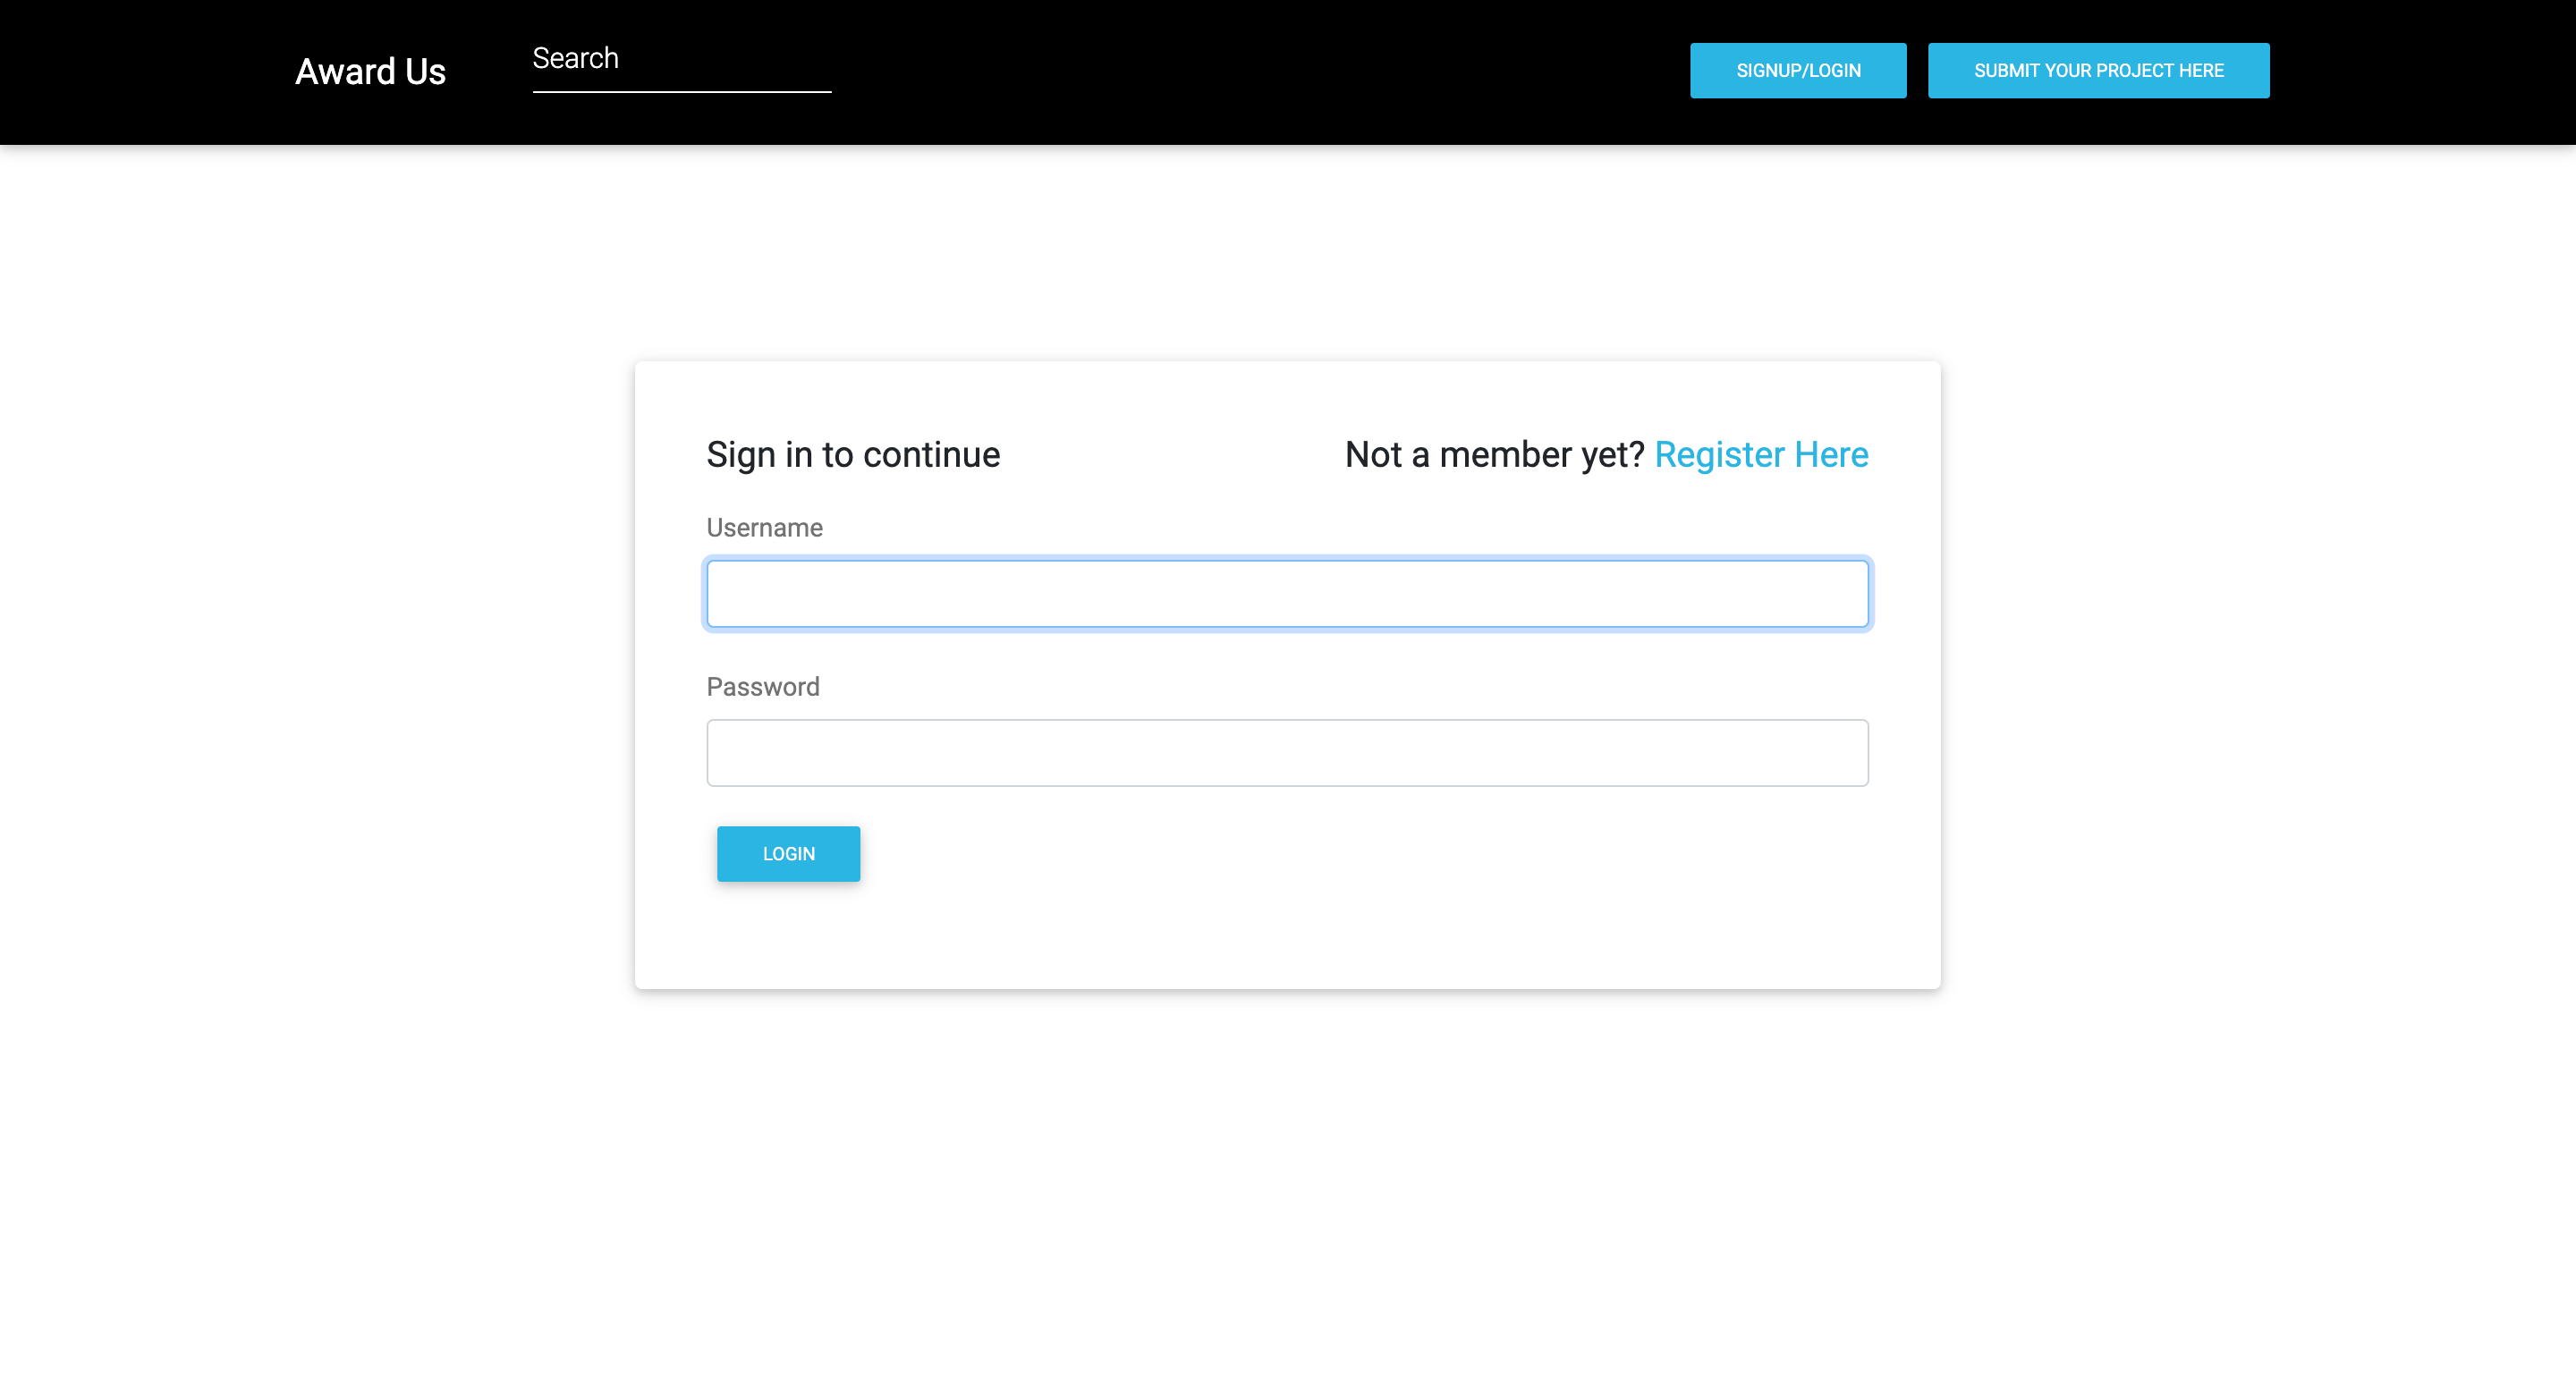 Award Us
Search
SIGNUP/LOGIN
SUBMIT YOUR PROJECT HERE
Sign in to continue
Not a member yet? Register Here
Username
Password
LOGIN